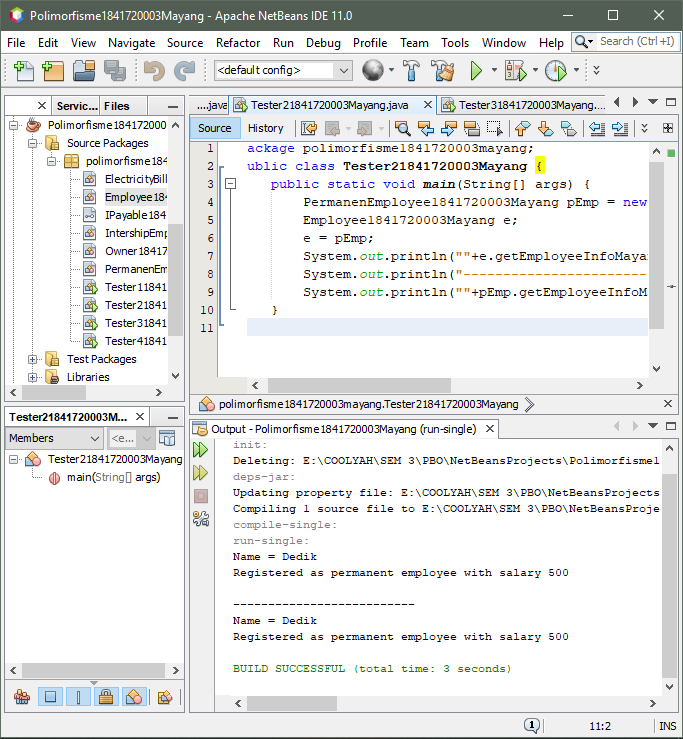 Polimorfisme1841720003Mayang - Apache NetBeans IDE 11.0
File Edit View Navigate Source Refactor Run Debug Profile Team Tools Window Help Search (Ctrl+I)
<default config>
Servic... Files
Polimorfisme1841720003
Source Packages
polimorfisme184
ElectricityBill
Employee184
IPayable184
IntershipEmp
Owner18417
PermanenEm
Tester11841
Tester21841
Tester31841
Tester41841
Test Packages
Libraries
....java Tester21841720003Mayang.java Tester31841720003Mayang....
Source History
1 ackage polimorfisme1841720003mayang;
2 ublic class Tester21841720003Mayang {
3 public static void main(String[] args) {
4 PermanenEmployee1841720003Mayang pEmp = new
5 Employee1841720003Mayang e;
6 e = pEmp;
7 System.out.println(""+e.getEmployeeInfoMaya
8 System.out.println("--------------------------
9 System.out.println(""+pEmp.getEmployeeInfoM
10 }
11
polimorfisme1841720003mayang.Tester21841720003Mayang
Tester21841720003M...
Members <e...
Tester21841720003Mayang
main(String[] args)
Output - Polimorfisme1841720003Mayang (run-single)
init:
Deleting: E:\COOLYAH\SEM 3\PBO\NetBeansProjects\Polimorfisme1
deps-jar:
Updating property file: E:\COOLYAH\SEM 3\PBO\NetBeansProjects
Compiling 1 source file to E:\COOLYAH\SEM 3\PBO\NetBeansProje
compile-single:
run-single:
Name = Dedik
Registered as permanent employee with salary 500
--------------------------
Name = Dedik
Registered as permanent employee with salary 500
BUILD SUCCESSFUL (total time: 3 seconds)
1 11:2 INS